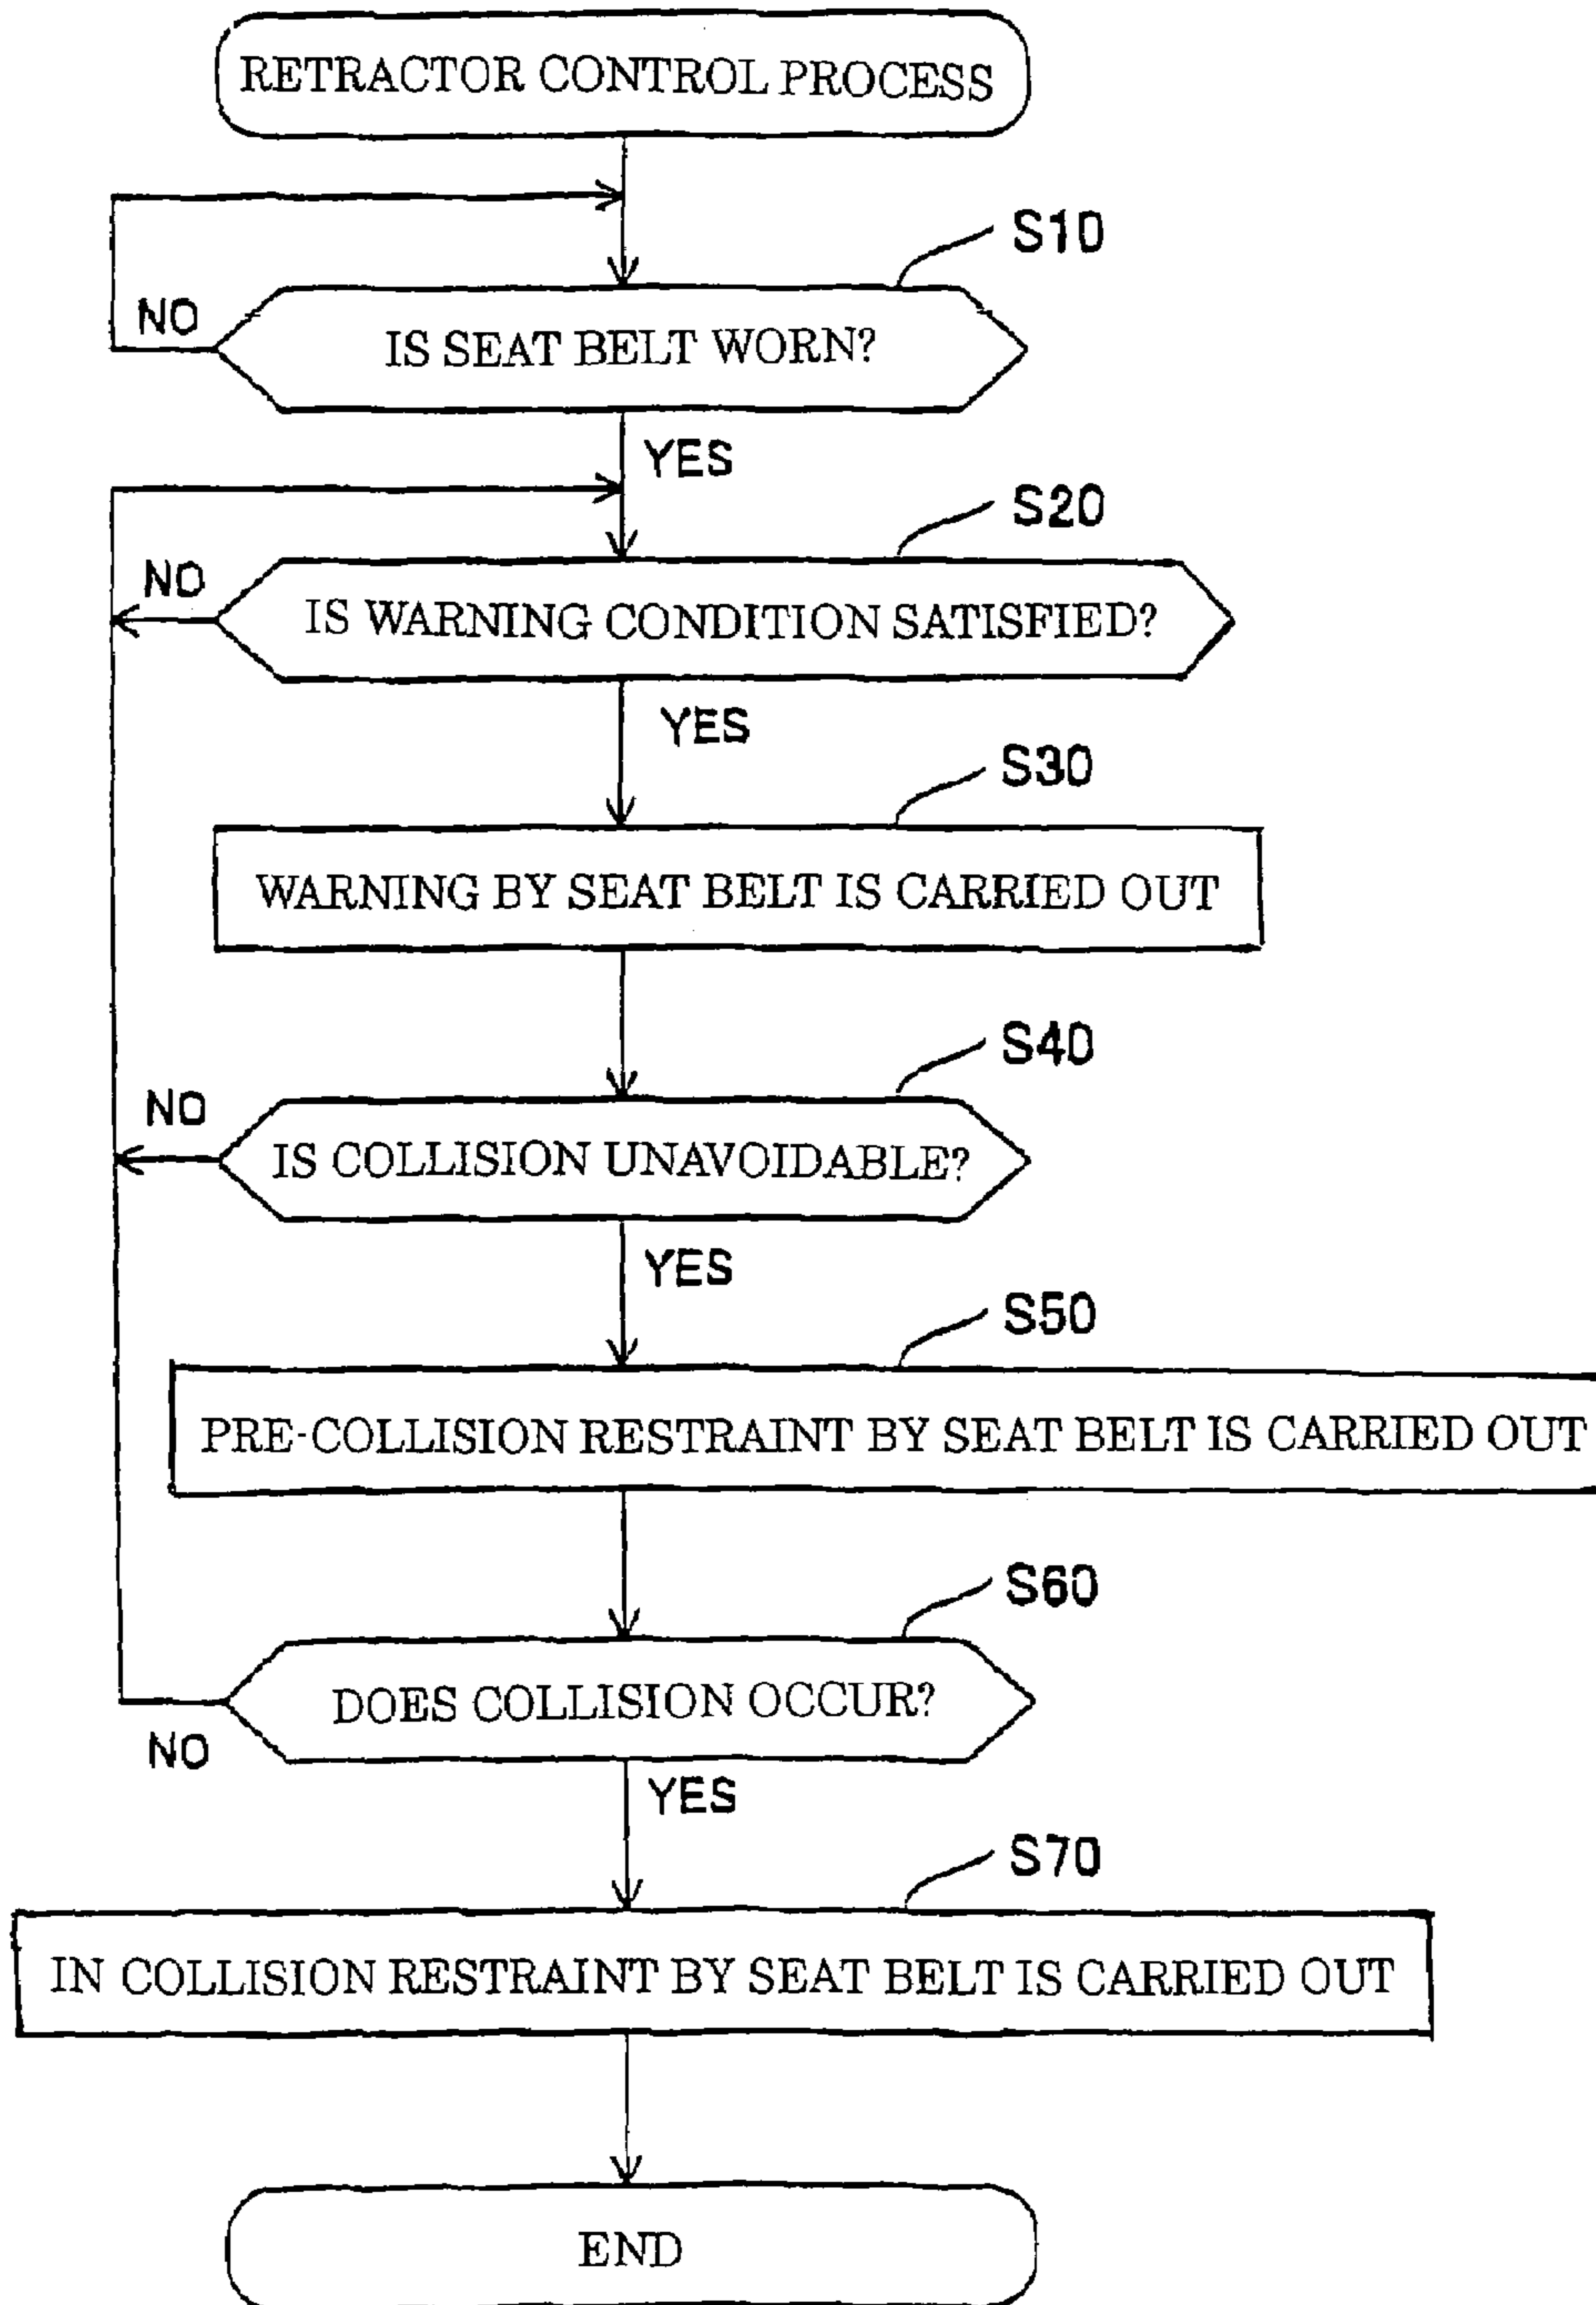 RETRACTOR CONTROL PROCESS
S10
NO
IS SEAT BELT WORN?
YES
S20
NO
IS WARNING CONDITION SATISFIED?
YES
S30
WARNING BY SEAT BELT IS CARRIED OUT
S40
NO
IS COLLISION UNAVOIDABLE?
YES
S50
PRE-COLLISION RESTRAINT BY SEAT BELT IS CARRIED OUT
S60
DOES COLLISION OCCUR?
NO
YES
S70
IN COLLISION RESTRAINT BY SEAT BELT IS CARRIED OUT
END